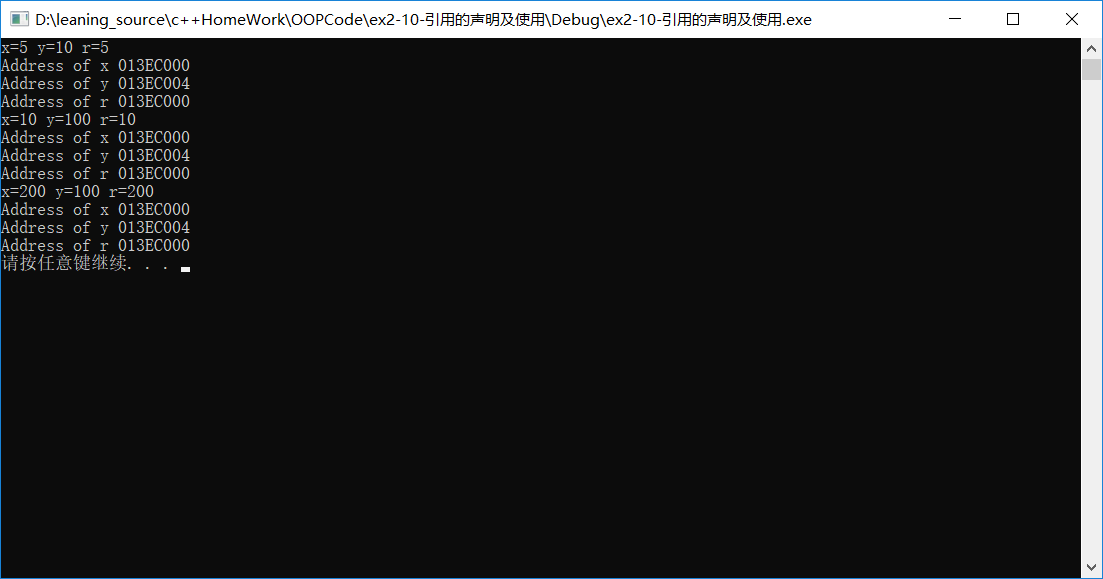 D:\leaning_source\c++HomeWork\OOPCode\ex2-10-引用的声明及使用\Debug\ex2-10-引用的声明及使用.exe
x=5 y=10 r=5
Address of x 013EC000
Address of y 013EC004
Address of r 013EC000
x=10 y=100 r=10
Address of x 013EC000
Address of y 013EC004
Address of r 013EC000
x=200 y=100 r=200
Address of x 013EC000
Address of y 013EC004
Address of r 013EC000
请按任意键继续. . .